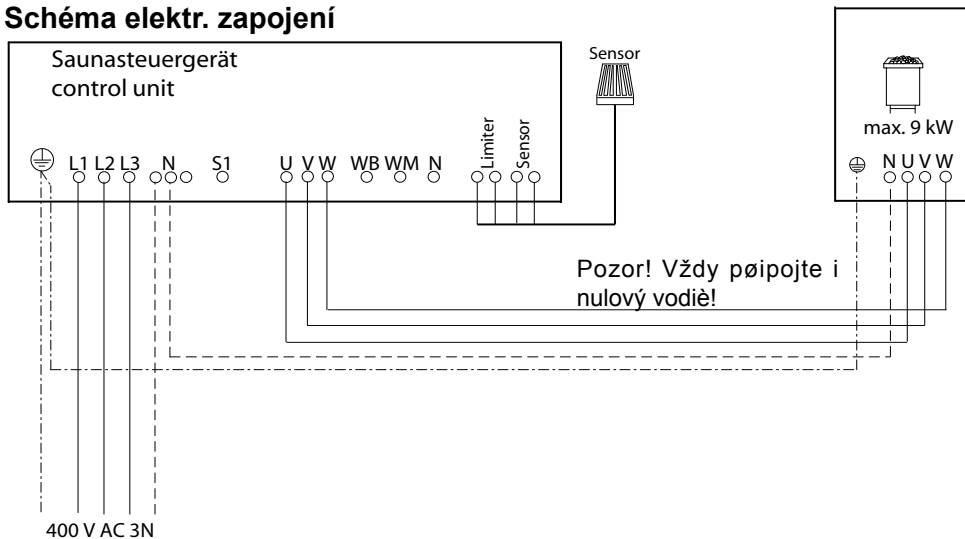 Schéma elektr. zapojení
Saunasteuergerät
control unit
Sensor
max. 9 kW
L1 L2 L3 N S1 U V W WB WM N Limiter Sensor
N U V W
Pozor! Vždy pøipojte i
nulový vodiè!
400 V AC 3N